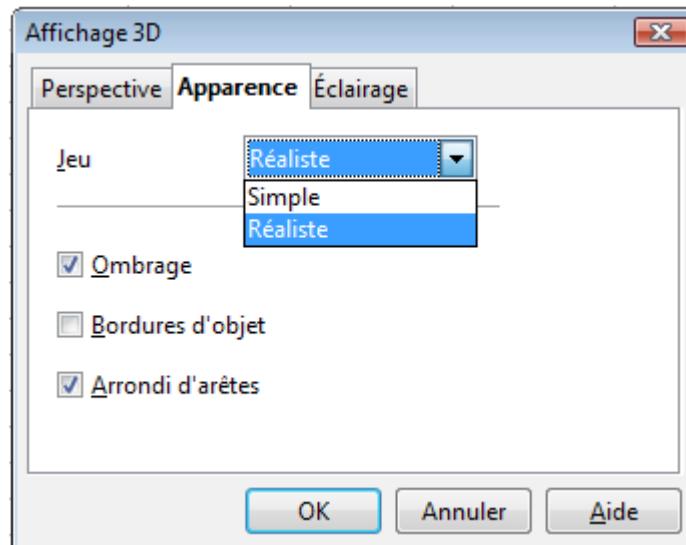 Affichage 3D
Perspective Apparence Éclairage
Jeu Réaliste
Simple
Réaliste
Ombrage
Bordures d'objet
Arrondi d'arêtes
OK Annuler Aide